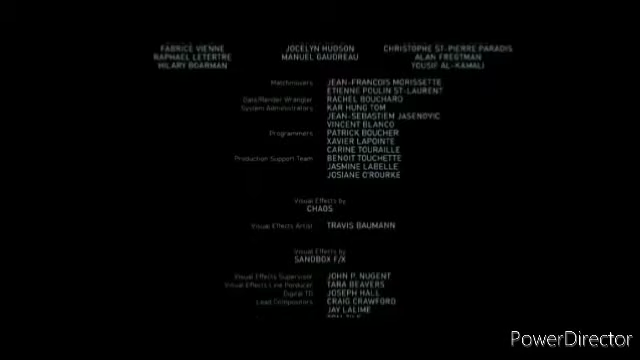 FABRICE VIENNE JOCELYN HUDSON CHRISTOPHE ST-PIERRE PARADIS
RAPHAEL LETERTRE MANUEL GAUDREAU ALAN FREGTMAN
HILARY BOARMAN YOUSIF AL-KAMALI
Matchmovers JEAN-FRANCOIS MORISSETTE
ETIENNE POULIN ST-LAURENT
Data/Render Wrangler RACHEL BOUCHARD
System Administrators KAR HUNG TOM
JEAN-SEBASTIEM JASENOVIC
VINCENT BLANCO
Programmers PATRICK BOUCHER
XAVIER LAPOINTE
CARINE TOURAILLE
Production Support Team BENOIT TOUCHETTE
JASMINE LABELLE
JOSIANE O'ROURKE
Visual Effects by
CHAOS
Visual Effects Artist TRAVIS BAUMANN
Visual Effects by
SANDBOX F/X
Visual Effects Supervisor JOHN P. NUGENT
Visual Effects Line Porducer TARA BEAVERS
Digital TD JOSEPH HALL
Lead Compositors CRAIG CRAWFORD
JAY LALIME
PowerDirector